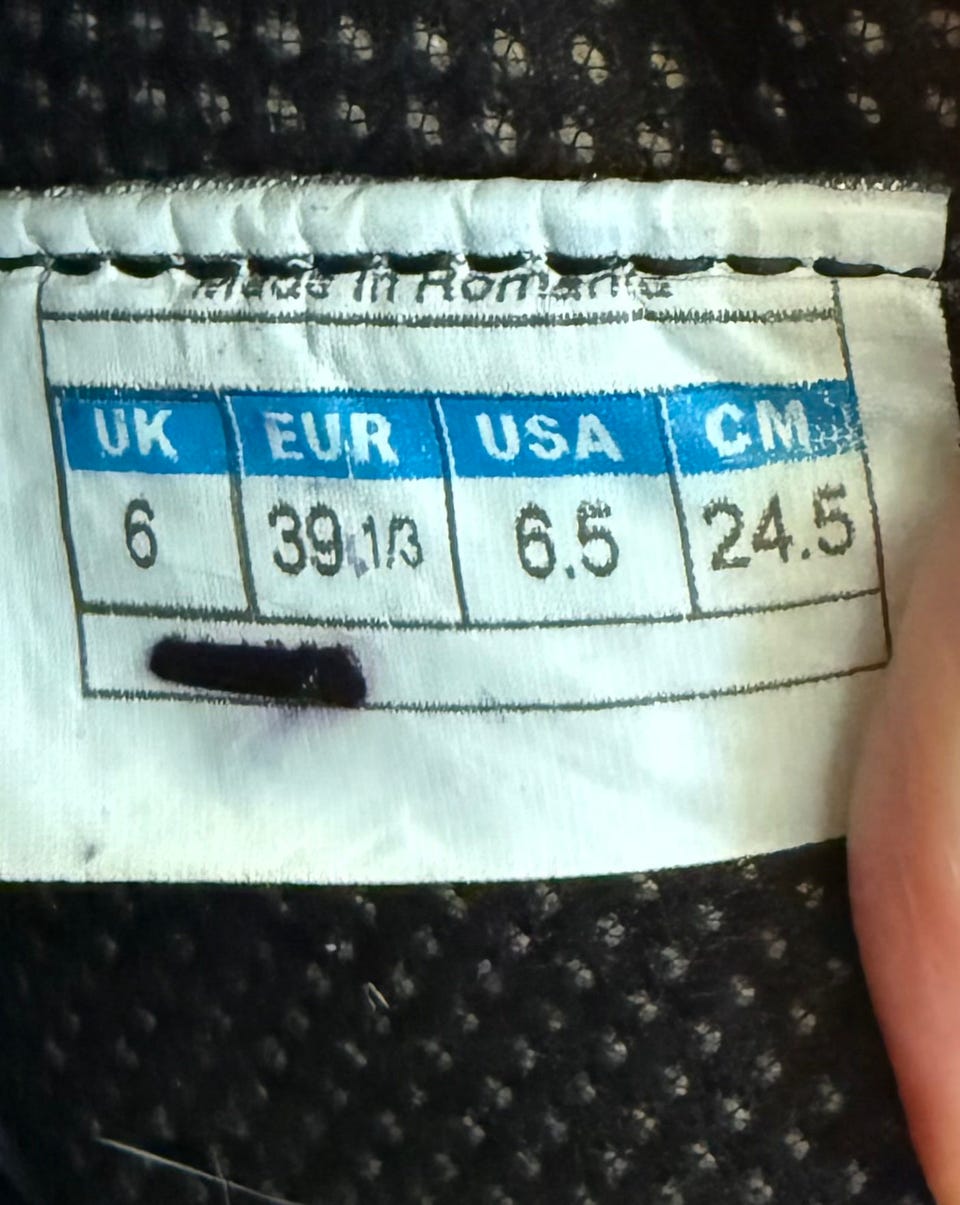 Made in Romania
UK EUR USA CM
6 39 1/3 6.5 24.5